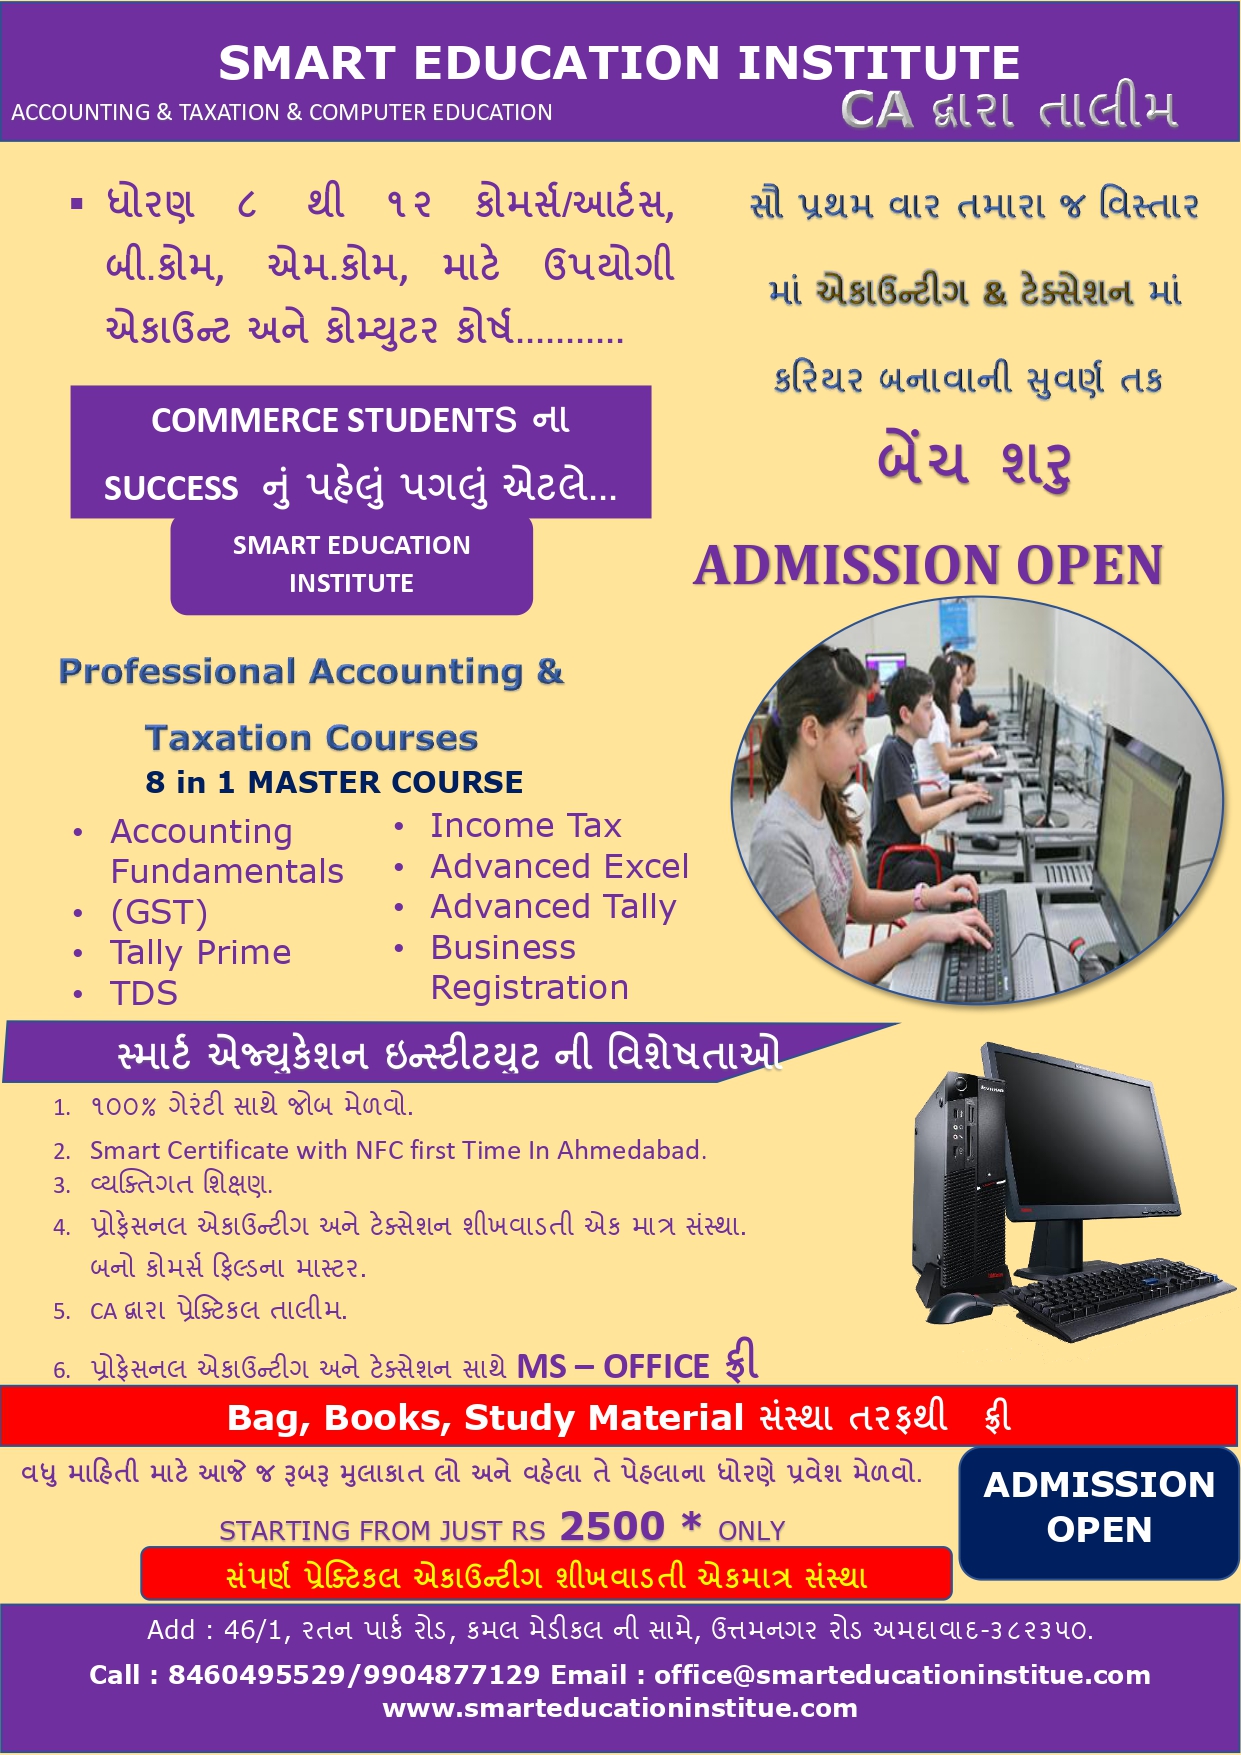 SMART EDUCATION INSTITUTE
ACCOUNTING & TAXATION & COMPUTER EDUCATION
CA દ્વારા તાલીમ
▪ ધોરણ ૮ થી ૧૨ કોમર્સ/આર્ટસ,
બી.કોમ, એમ.કોમ, માટે ઉપયોગી
એકાઉન્ટ અને કોમ્યુટર કોર્ષ...........
સૌ પ્રથમ વાર તમારા જ વિસ્તાર
માં એકાઉન્ટીગ & ટેક્સેશન માં
કરિયર બનાવાની સુવર્ણ તક
બેંચ શરુ
COMMERCE STUDENTS ના
SUCCESS નું પહેલું પગલું એટલે...
SMART EDUCATION
INSTITUTE
ADMISSION OPEN
Professional Accounting &
Taxation Courses
8 in 1 MASTER COURSE
• Accounting
Fundamentals
• (GST)
• Tally Prime
• TDS
• Income Tax
• Advanced Excel
• Advanced Tally
• Business
Registration
સ્માર્ટ એજ્યુકેશન ઇન્સ્ટીટયુટ ની વિશેષતાઓ
1. ૧૦૦% ગેરંટી સાથે જોબ મેળવો.
2. Smart Certificate with NFC first Time In Ahmedabad.
3. વ્યક્તિગત શિક્ષણ.
4. પ્રોફેસનલ એકાઉન્ટીગ અને ટેક્સેશન શીખવાડતી એક માત્ર સંસ્થા.
બનો કોમર્સ ફિલ્ડના માસ્ટર.
5. CA દ્વારા પ્રેક્ટિકલ તાલીમ.
6. પ્રોફેસનલ એકાઉન્ટીગ અને ટેક્સેશન સાથે MS – OFFICE ફ્રી
Bag, Books, Study Material સંસ્થા તરફથી ફ્રી
વધુ માહિતી માટે આજે જ રૂબરૂ મુલાકાત લો અને વહેલા તે પેહલાના ધોરણે પ્રવેશ મેળવો.
STARTING FROM JUST RS 2500 * ONLY
ADMISSION
OPEN
સંપર્ણ પ્રેક્ટિકલ એકાઉન્ટીગ શીખવાડતી એકમાત્ર સંસ્થા
Add : 46/1, રતન પાર્ક રોડ, કમલ મેડીકલ ની સામે, ઉત્તમનગર રોડ અમદાવાદ-૩૮૨૩૫૦.
Call : 8460495529/9904877129 Email : office@smarteducationinstitue.com
www.smarteducationinstitue.com